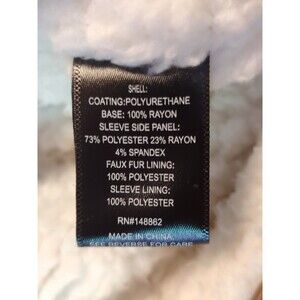 SHELL:
COATING:POLYURETHANE
BASE: 100% RAYON
SLEEVE SIDE PANEL:
73% POLYESTER 23% RAYON
4% SPANDEX
FAUX FUR LINING:
100% POLYESTER
SLEEVE LINING:
100% POLYESTER
RN#148862
MADE IN CHINA
SEE REVERSE FOR CARE